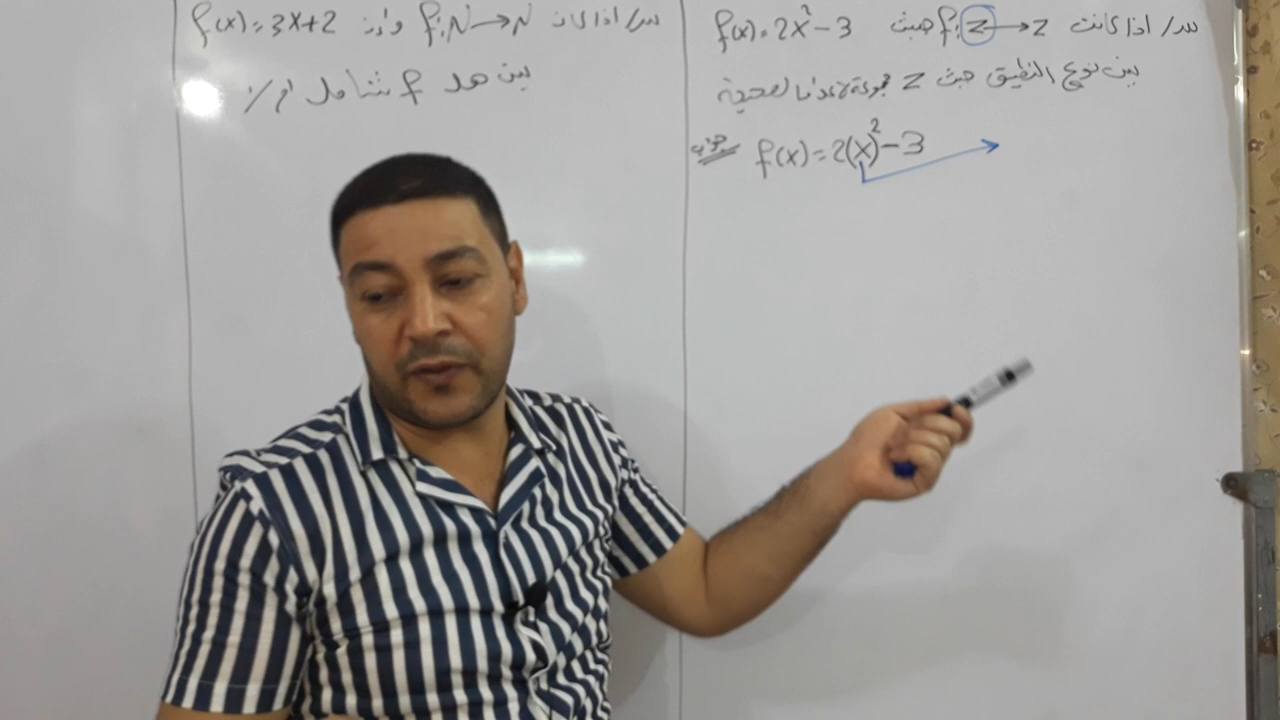 س/ اذا كانت f: Z → Z حيث f(x) = 2x² - 3
بين نوع التطبيق حيث Z مجموعة الاعداد الصحيحة
f(x) = 2(x)² - 3
س/ اذا كانت f: N → N وان f(x) = 3x + 2
بين هل f شامل ام لا